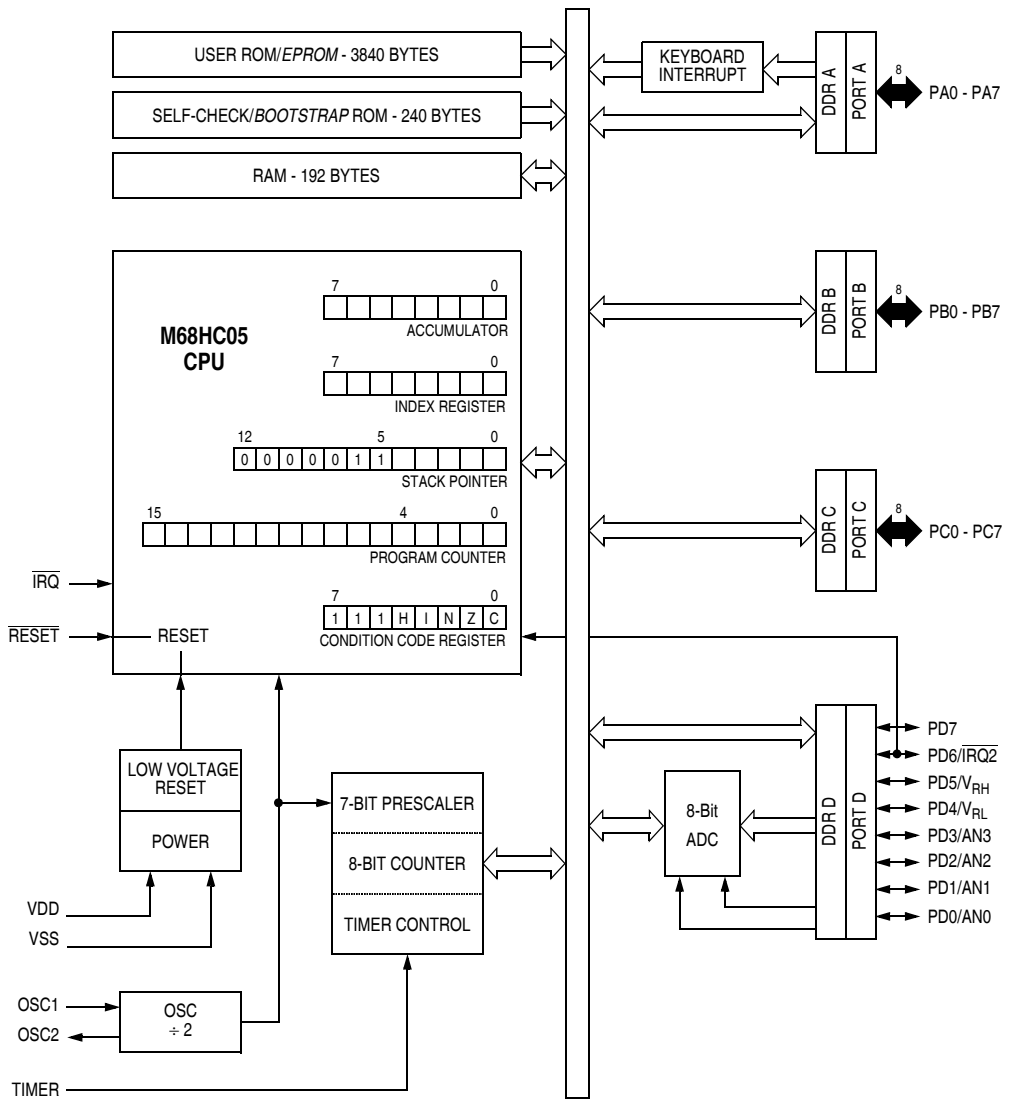 USER ROM/EPROM - 3840 BYTES
SELF-CHECK/BOOTSTRAP ROM - 240 BYTES
RAM - 192 BYTES
KEYBOARD
INTERRUPT
DDR A
PORT A
8
PA0 - PA7
M68HC05
CPU
7 0
ACCUMULATOR
7 0
INDEX REGISTER
12 5 0
0 0 0 0 0 1 1
STACK POINTER
15 4 0
PROGRAM COUNTER
7 0
1 1 1 H I N Z C
CONDITION CODE REGISTER
IRQ
RESET
RESET
DDR B
PORT B
8
PB0 - PB7
DDR C
PORT C
8
PC0 - PC7
LOW VOLTAGE
RESET
POWER
VDD
VSS
7-BIT PRESCALER
8-BIT COUNTER
TIMER CONTROL
OSC1
OSC2
OSC
÷ 2
TIMER
8-Bit
ADC
DDR D
PORT D
PD7
PD6/IRQ2
PD5/VRH
PD4/VRL
PD3/AN3
PD2/AN2
PD1/AN1
PD0/AN0